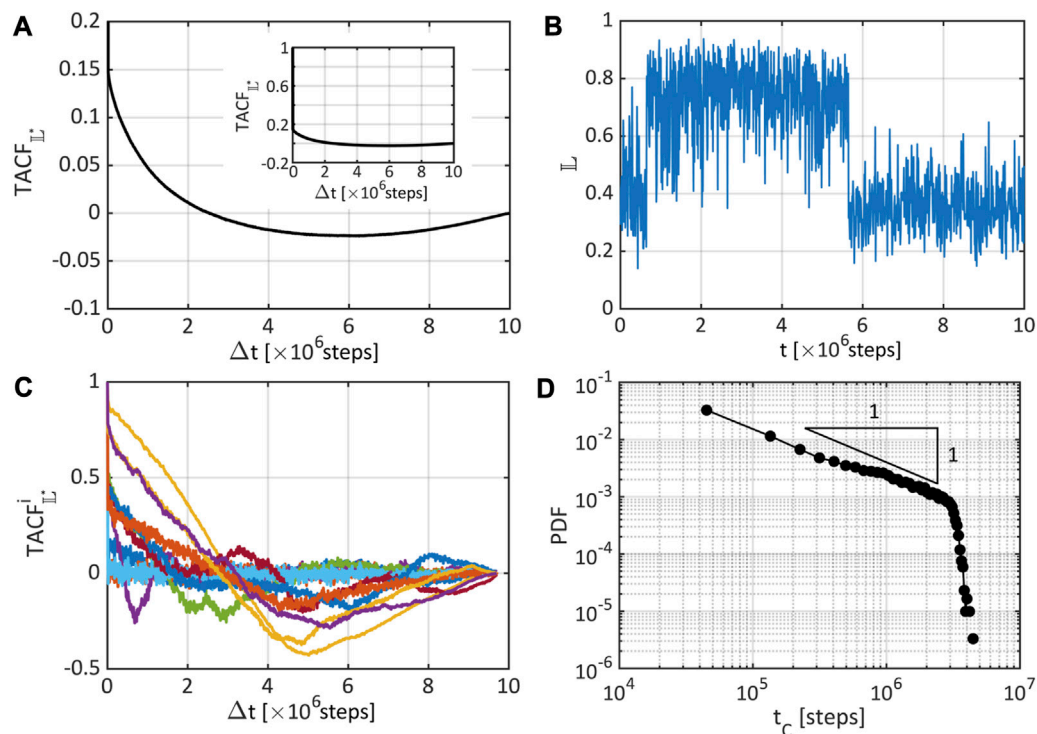 A
0.2
0.15
0.1
0.05
0
-0.05
-0.1
0 2 4 6 8 10
TACF𝕃*
Δt [×10⁶steps]
1
0.6
0.2
-0.2
0 2 4 6 8 10
TACF𝕃*
Δt [×10⁶steps]
B
1
0.8
0.6
0.4
0.2
0
0 2 4 6 8 10
𝕃
t [×10⁶steps]
C
1
0.5
0
-0.5
0 2 4 6 8 10
TACFⁱ𝕃*
Δt [×10⁶steps]
D
10⁻¹
10⁻²
10⁻³
10⁻⁴
10⁻⁵
10⁻⁶
10⁴ 10⁵ 10⁶ 10⁷
1
1
PDF
t_C [steps]